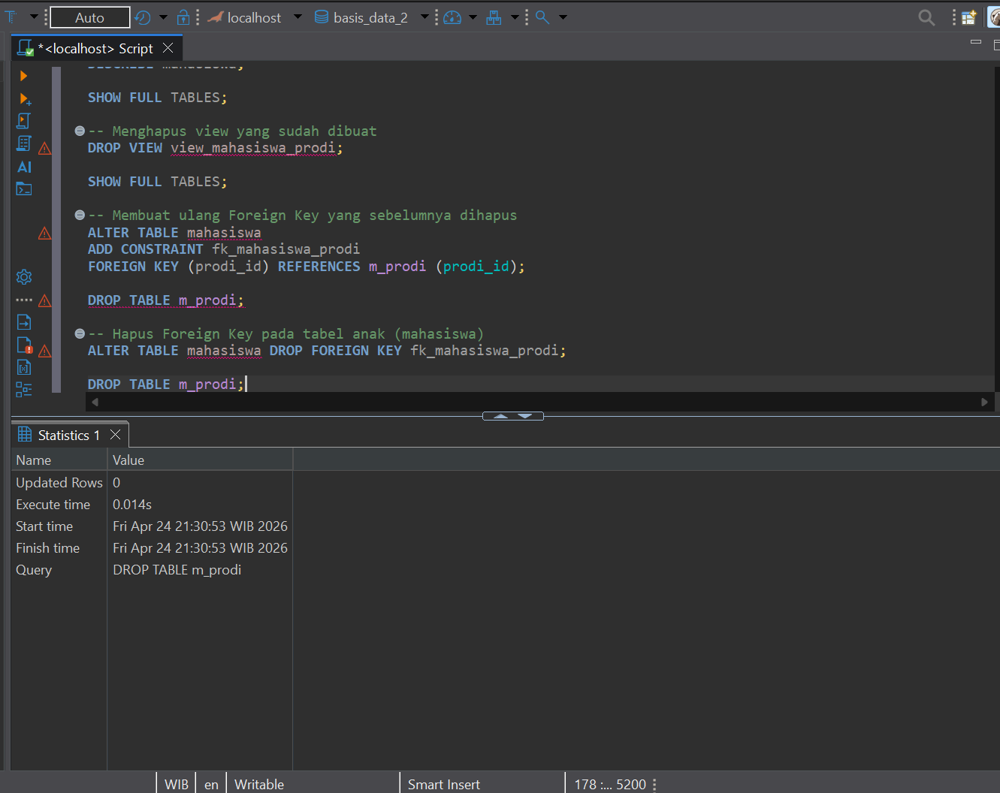 Auto
localhost
basis_data_2
*<localhost> Script
SHOW FULL TABLES;
-- Menghapus view yang sudah dibuat
DROP VIEW view_mahasiswa_prodi;
SHOW FULL TABLES;
-- Membuat ulang Foreign Key yang sebelumnya dihapus
ALTER TABLE mahasiswa
ADD CONSTRAINT fk_mahasiswa_prodi
FOREIGN KEY (prodi_id) REFERENCES m_prodi (prodi_id);
DROP TABLE m_prodi;
-- Hapus Foreign Key pada tabel anak (mahasiswa)
ALTER TABLE mahasiswa DROP FOREIGN KEY fk_mahasiswa_prodi;
DROP TABLE m_prodi;
AI
Statistics 1
Name Value
Updated Rows 0
Execute time 0.014s
Start time Fri Apr 24 21:30:53 WIB 2026
Finish time Fri Apr 24 21:30:53 WIB 2026
Query DROP TABLE m_prodi
WIB en Writable Smart Insert 178 :... 5200